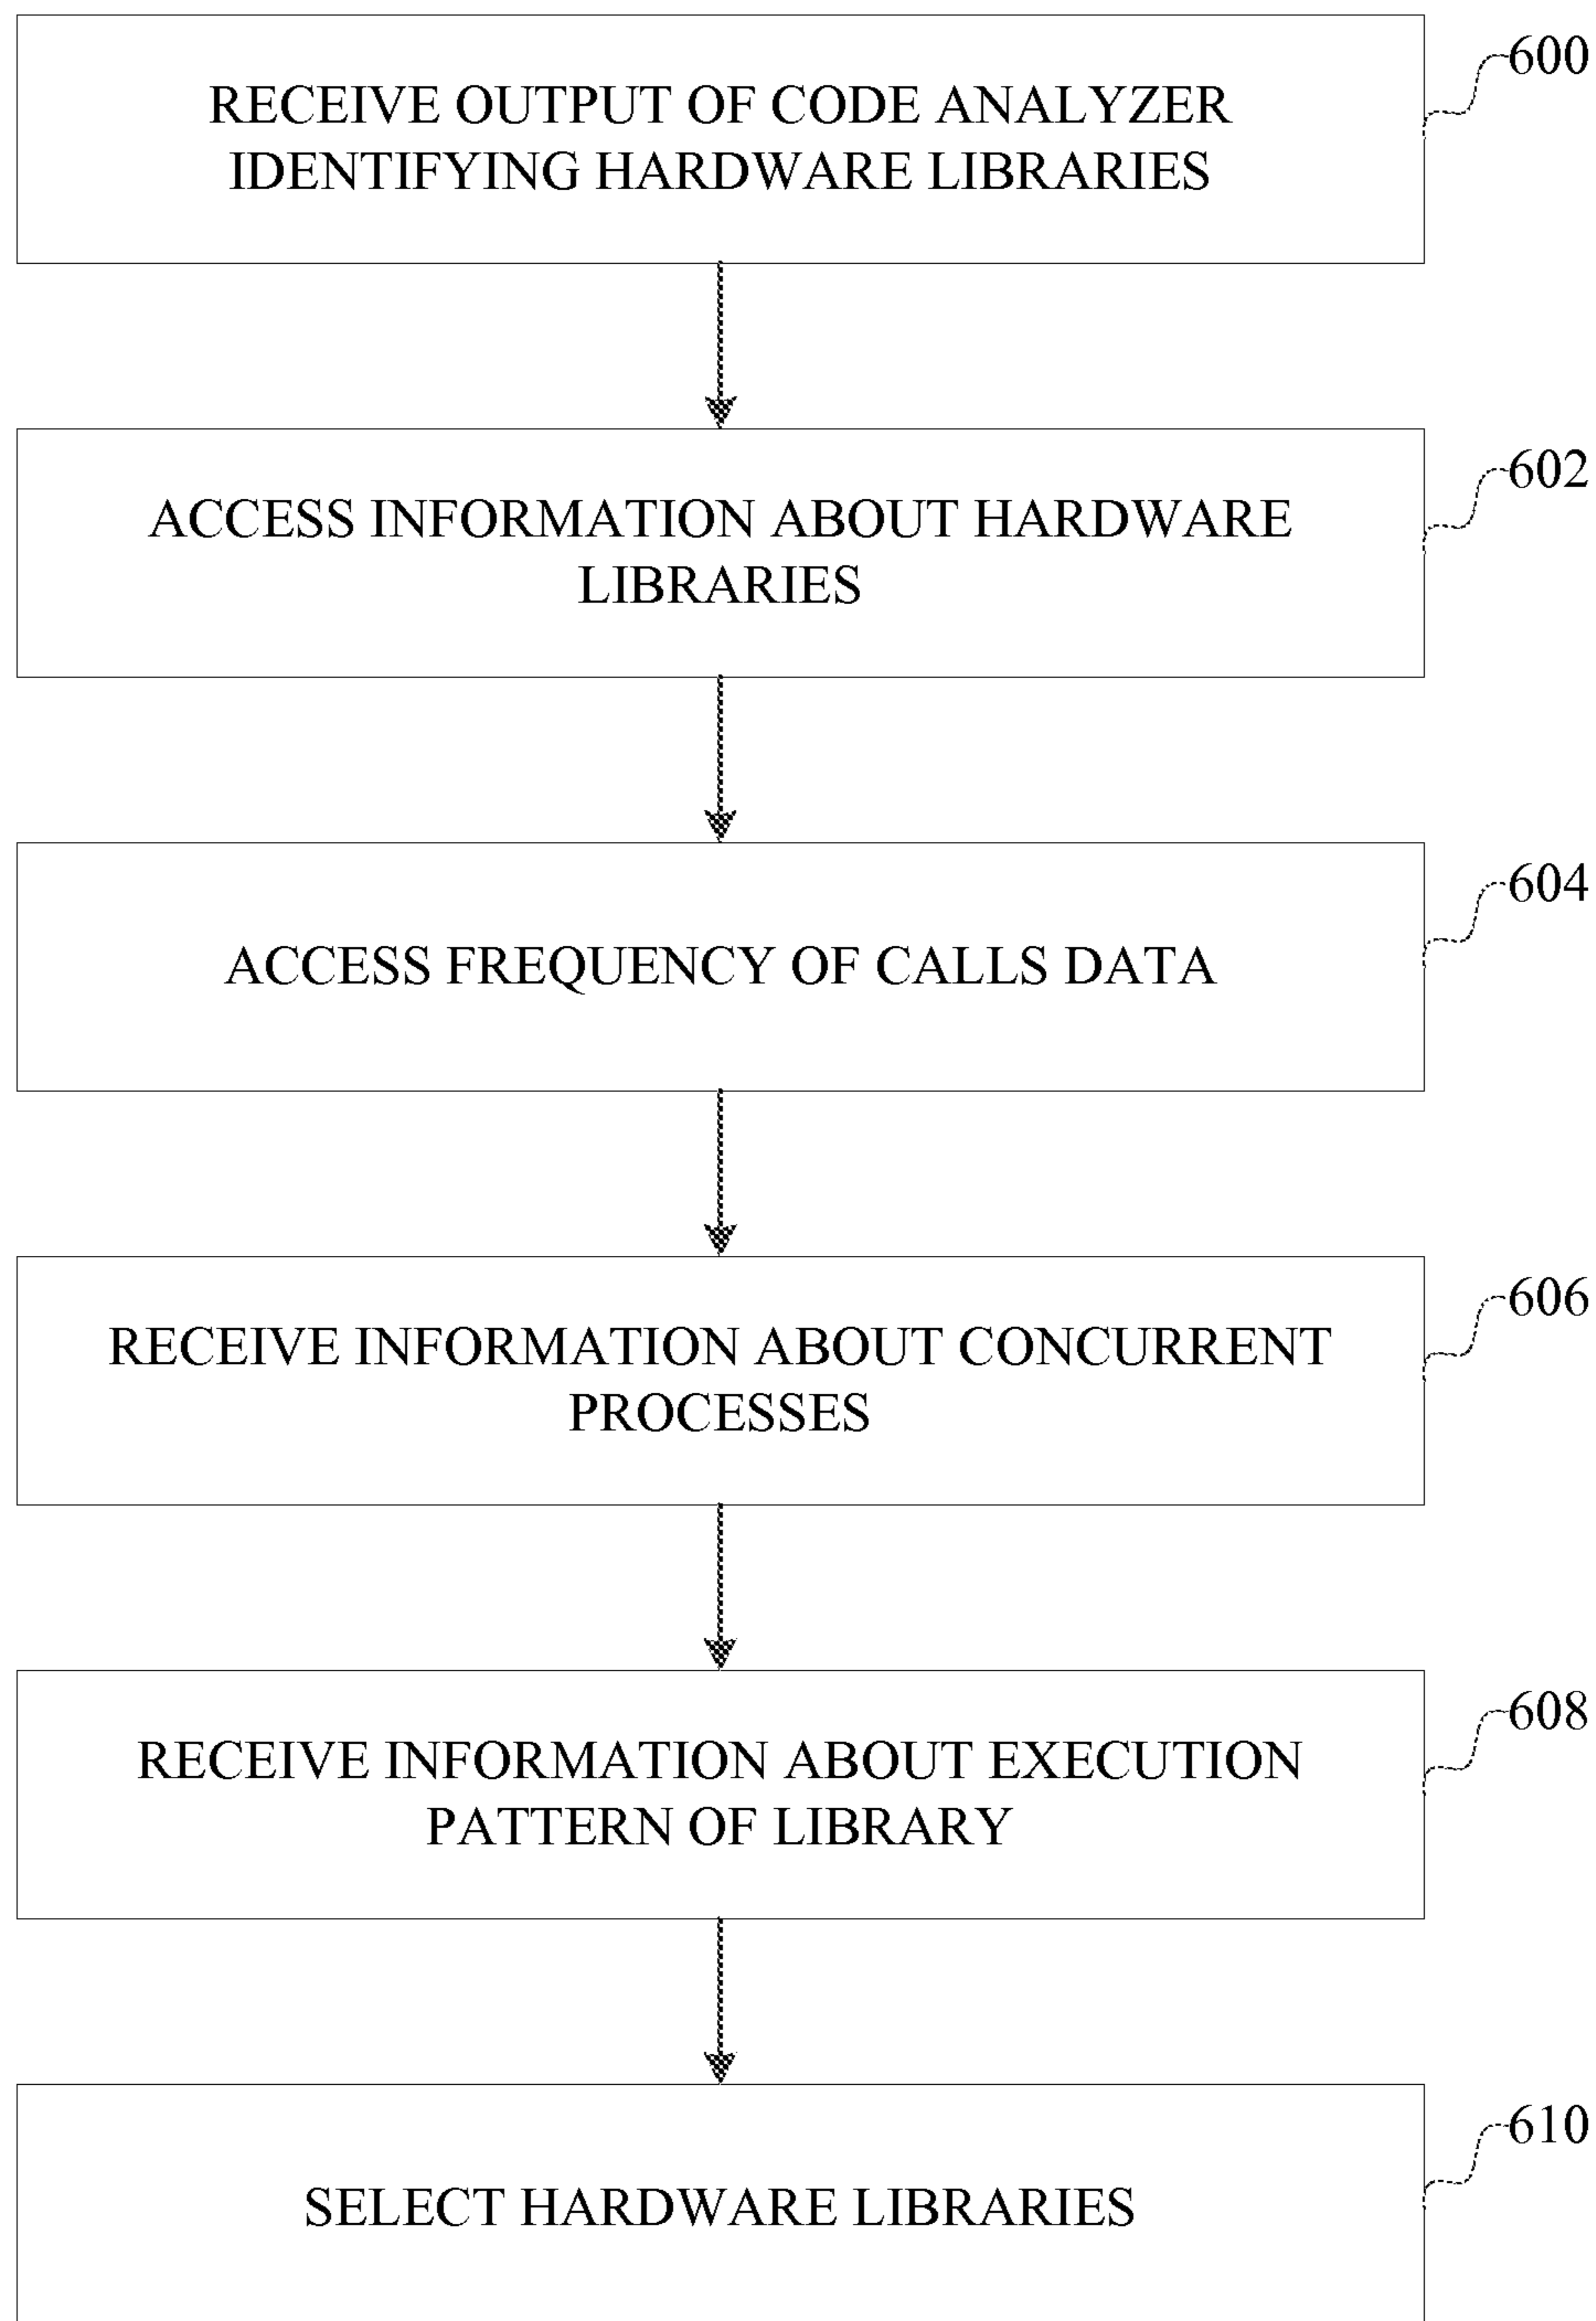 600
RECEIVE OUTPUT OF CODE ANALYZER
IDENTIFYING HARDWARE LIBRARIES
602
ACCESS INFORMATION ABOUT HARDWARE
LIBRARIES
604
ACCESS FREQUENCY OF CALLS DATA
606
RECEIVE INFORMATION ABOUT CONCURRENT
PROCESSES
608
RECEIVE INFORMATION ABOUT EXECUTION
PATTERN OF LIBRARY
610
SELECT HARDWARE LIBRARIES